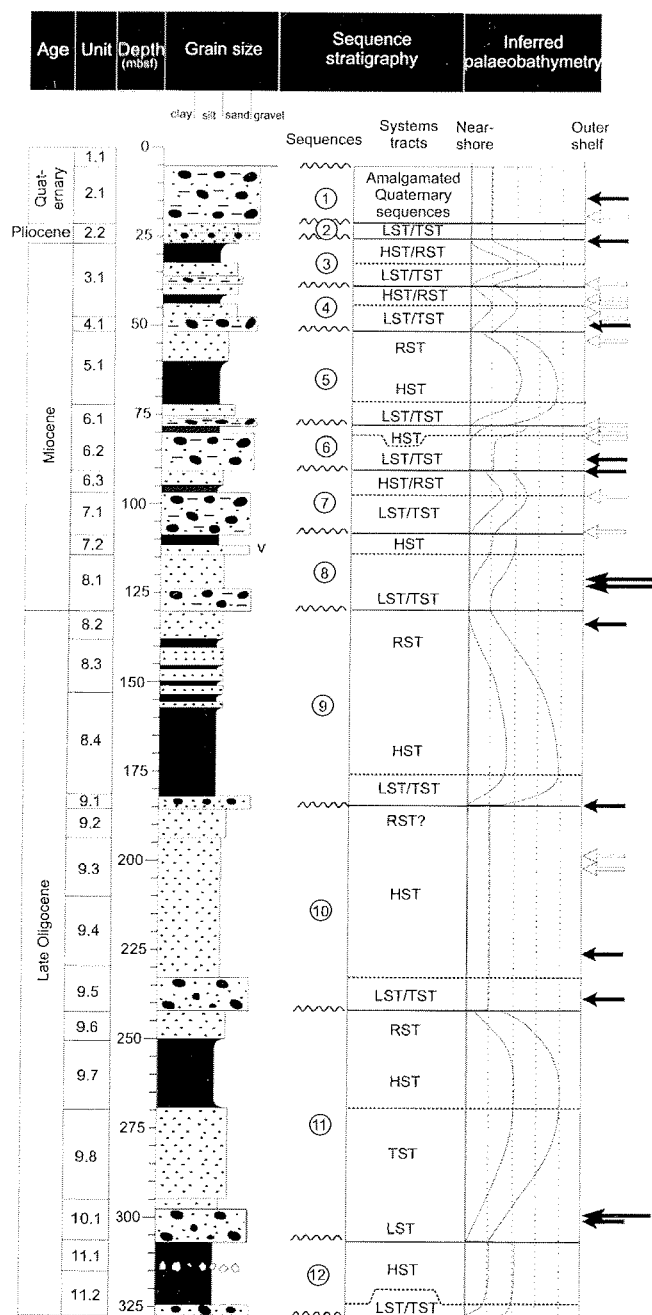 Age Unit Depth (mbsf) Grain size Sequence stratigraphy Inferred palaeobathymetry
clay silt sand gravel
Sequences Systems tracts Near-shore Outer shelf
Quat-ernary
Pliocene
Miocene
Late Oligocene
1.1
2.1
2.2
3.1
4.1
5.1
6.1
6.2
6.3
7.1
7.2
8.1
8.2
8.3
8.4
9.1
9.2
9.3
9.4
9.5
9.6
9.7
9.8
10.1
11.1
11.2
0
25
50
75
100
125
150
175
200
225
250
275
300
325
V
1
2
3
4
5
6
7
8
9
10
11
12
Amalgamated
Quaternary
sequences
LST/TST
HST/RST
LST/TST
HST/RST
LST/TST
RST
HST
LST/TST
HST
LST/TST
HST/RST
LST/TST
HST
LST/TST
RST
HST
LST/TST
RST?
HST
LST/TST
RST
HST
TST
LST
HST
LST/TST